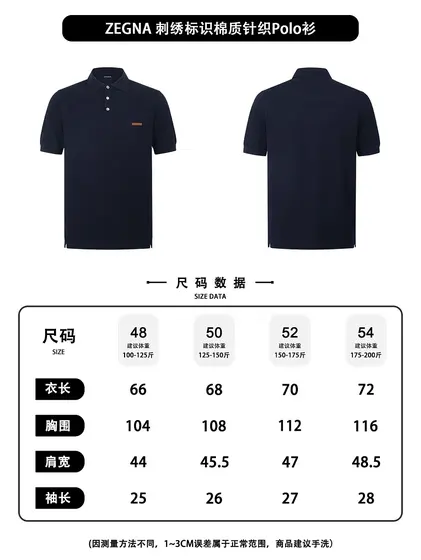 ZEGNA 刺绣标识棉质针织Polo衫
尺码数据
SIZE DATA
尺码 48 50 52 54
SIZE 建议体重 建议体重 建议体重 建议体重
100-125斤 125-150斤 150-175斤 175-200斤
衣长 66 68 70 72
胸围 104 108 112 116
肩宽 44 45.5 47 48.5
袖长 25 26 27 28
(因测量方法不同，1~3CM误差属于正常范围，商品建议手洗)